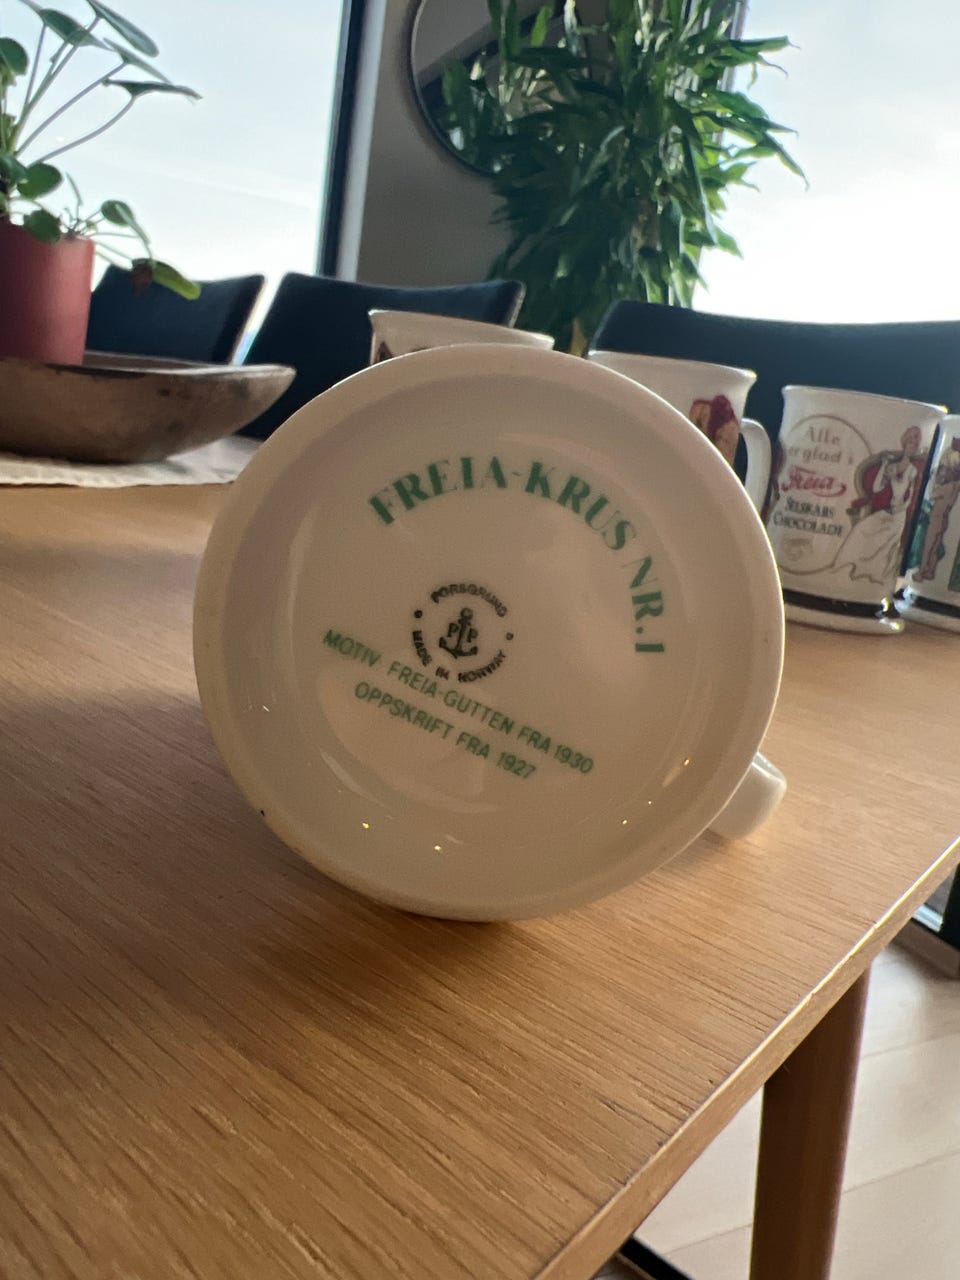 FREIA-KRUS NR.1
PORSGRUND
P P
MADE IN NORWAY
MOTIV FREIA-GUTTEN FRA 1930
OPPSKRIFT FRA 1927
Alle
er glad i
Freia
SELSKABS
CHOCOLADE